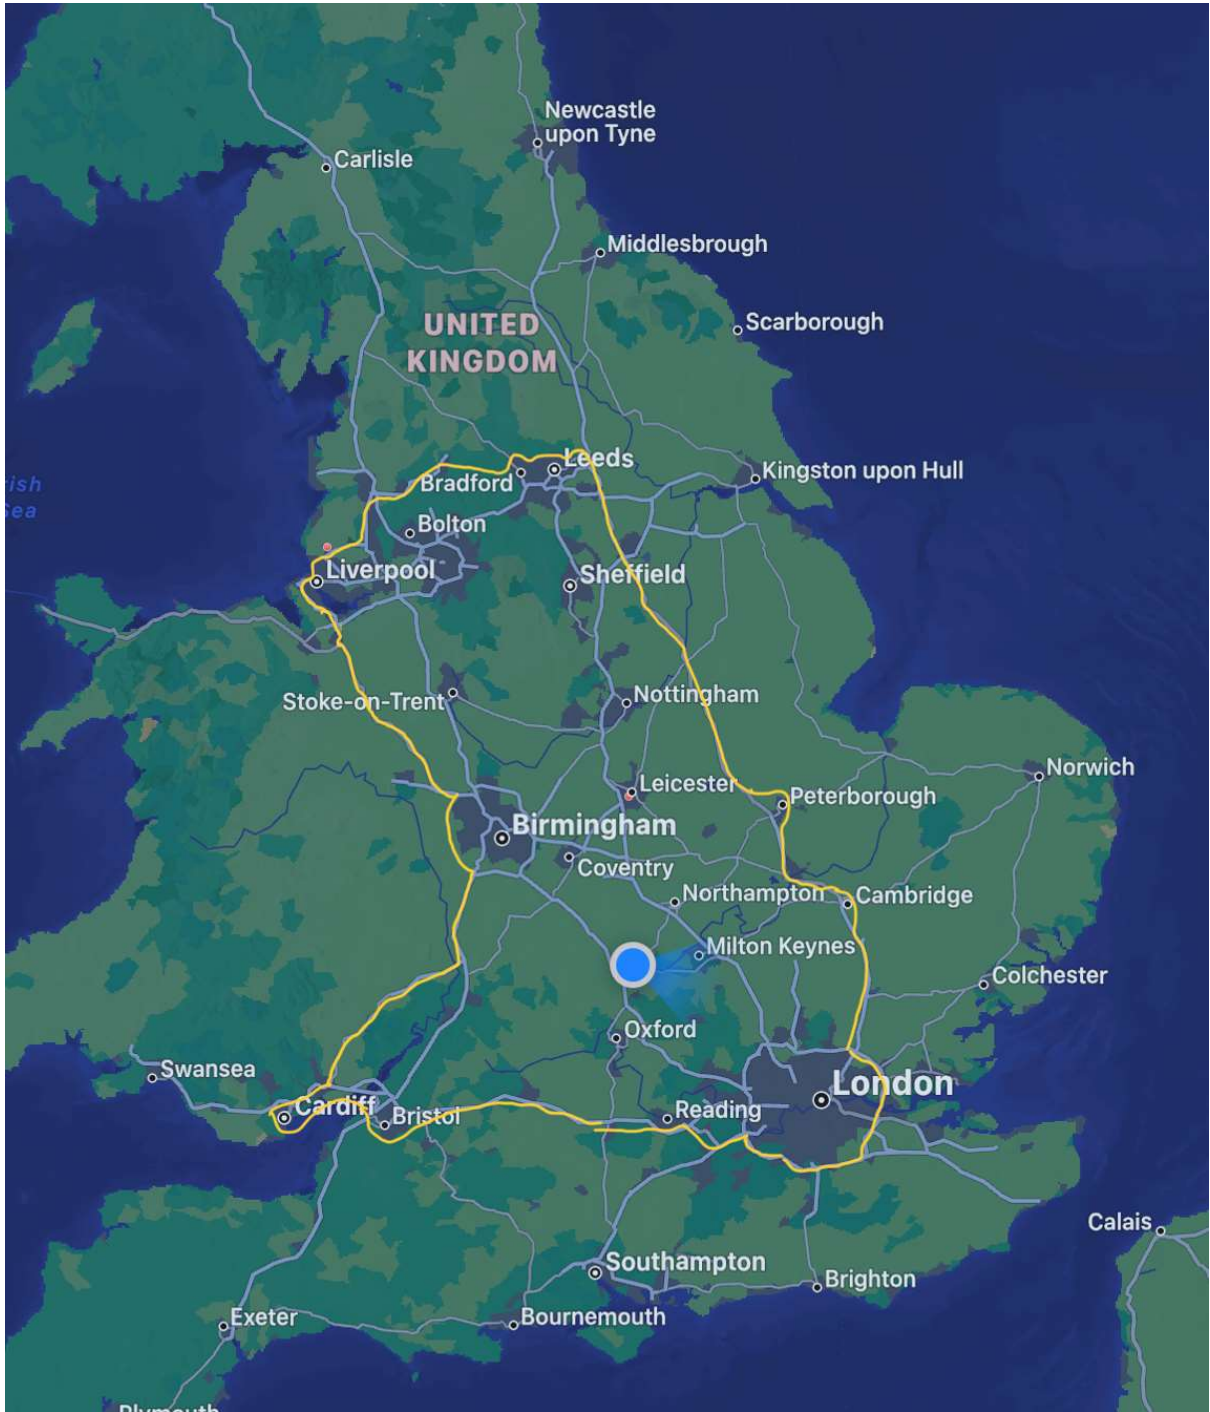 Newcastle
upon Tyne
Carlisle
Middlesbrough
UNITED
KINGDOM
Scarborough
Leeds
Bradford
Kingston upon Hull
rish
Sea
Bolton
Liverpool
Sheffield
Stoke-on-Trent
Nottingham
Norwich
Leicester
Peterborough
Birmingham
Coventry
Northampton
Cambridge
Milton Keynes
Colchester
Oxford
Swansea
London
Cardiff
Bristol
Reading
Calais
Southampton
Brighton
Exeter
Bournemouth
Plymouth